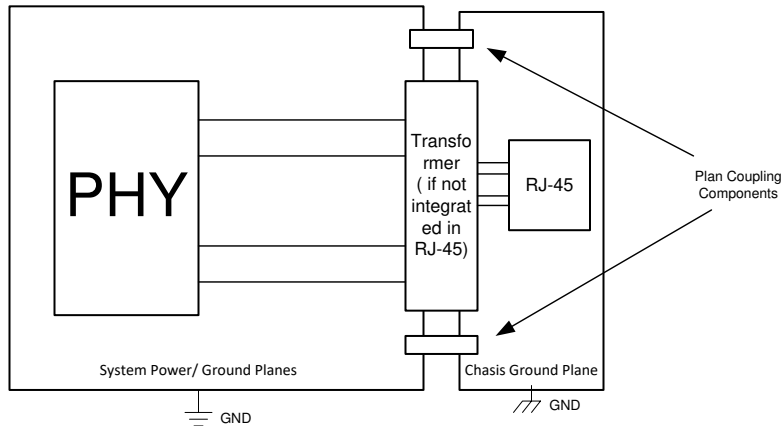 PHY
Transfo
rmer
( if not
integrat
ed in
RJ-45)
RJ-45
Plan Coupling
Components
System Power/ Ground Planes
Chasis Ground Plane
GND
GND